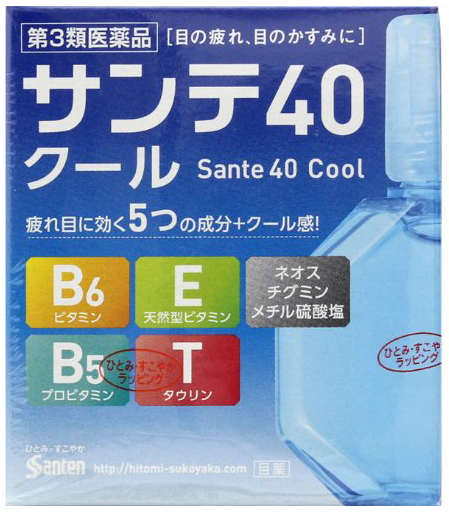 第3類医薬品 [目の疲れ、目のかすみに]
サンテ40
クール Sante 40 Cool
疲れ目に効く5つの成分+クール感!
B6
ビタミン
E
天然型ビタミン
ネオス
チグミン
メチル硫酸塩
B5
プロビタミン
T
タウリン
ひとみ・すこやか
ラッピング
ひとみ・すこや
ラッピング
ひとみ・すこやか
Santen http://hitomi-sukoyaka.com 目薬